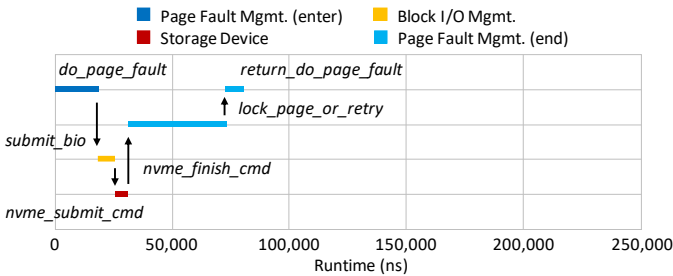 Page Fault Mgmt. (enter) Block I/O Mgmt.
Storage Device Page Fault Mgmt. (end)
do_page_fault return_do_page_fault
lock_page_or_retry
submit_bio
nvme_finish_cmd
nvme_submit_cmd
0 50,000 100,000 150,000 200,000 250,000
Runtime (ns)